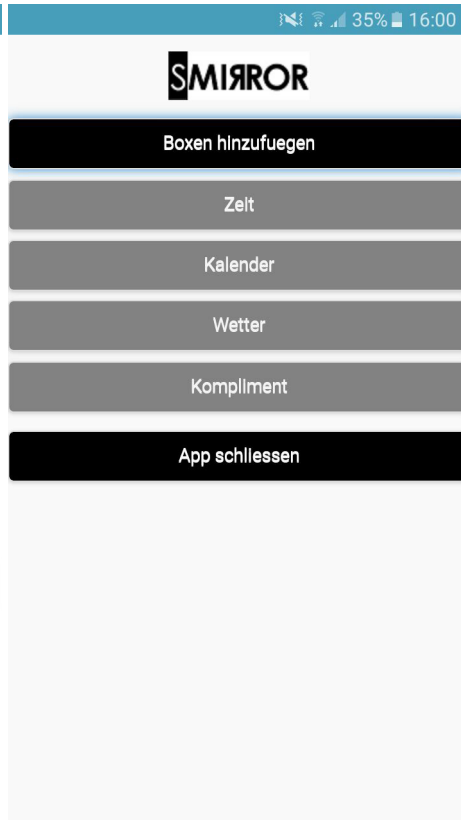 35% 16:00
SMIЯROR
Boxen hinzufuegen
Zeit
Kalender
Wetter
Kompliment
App schliessen